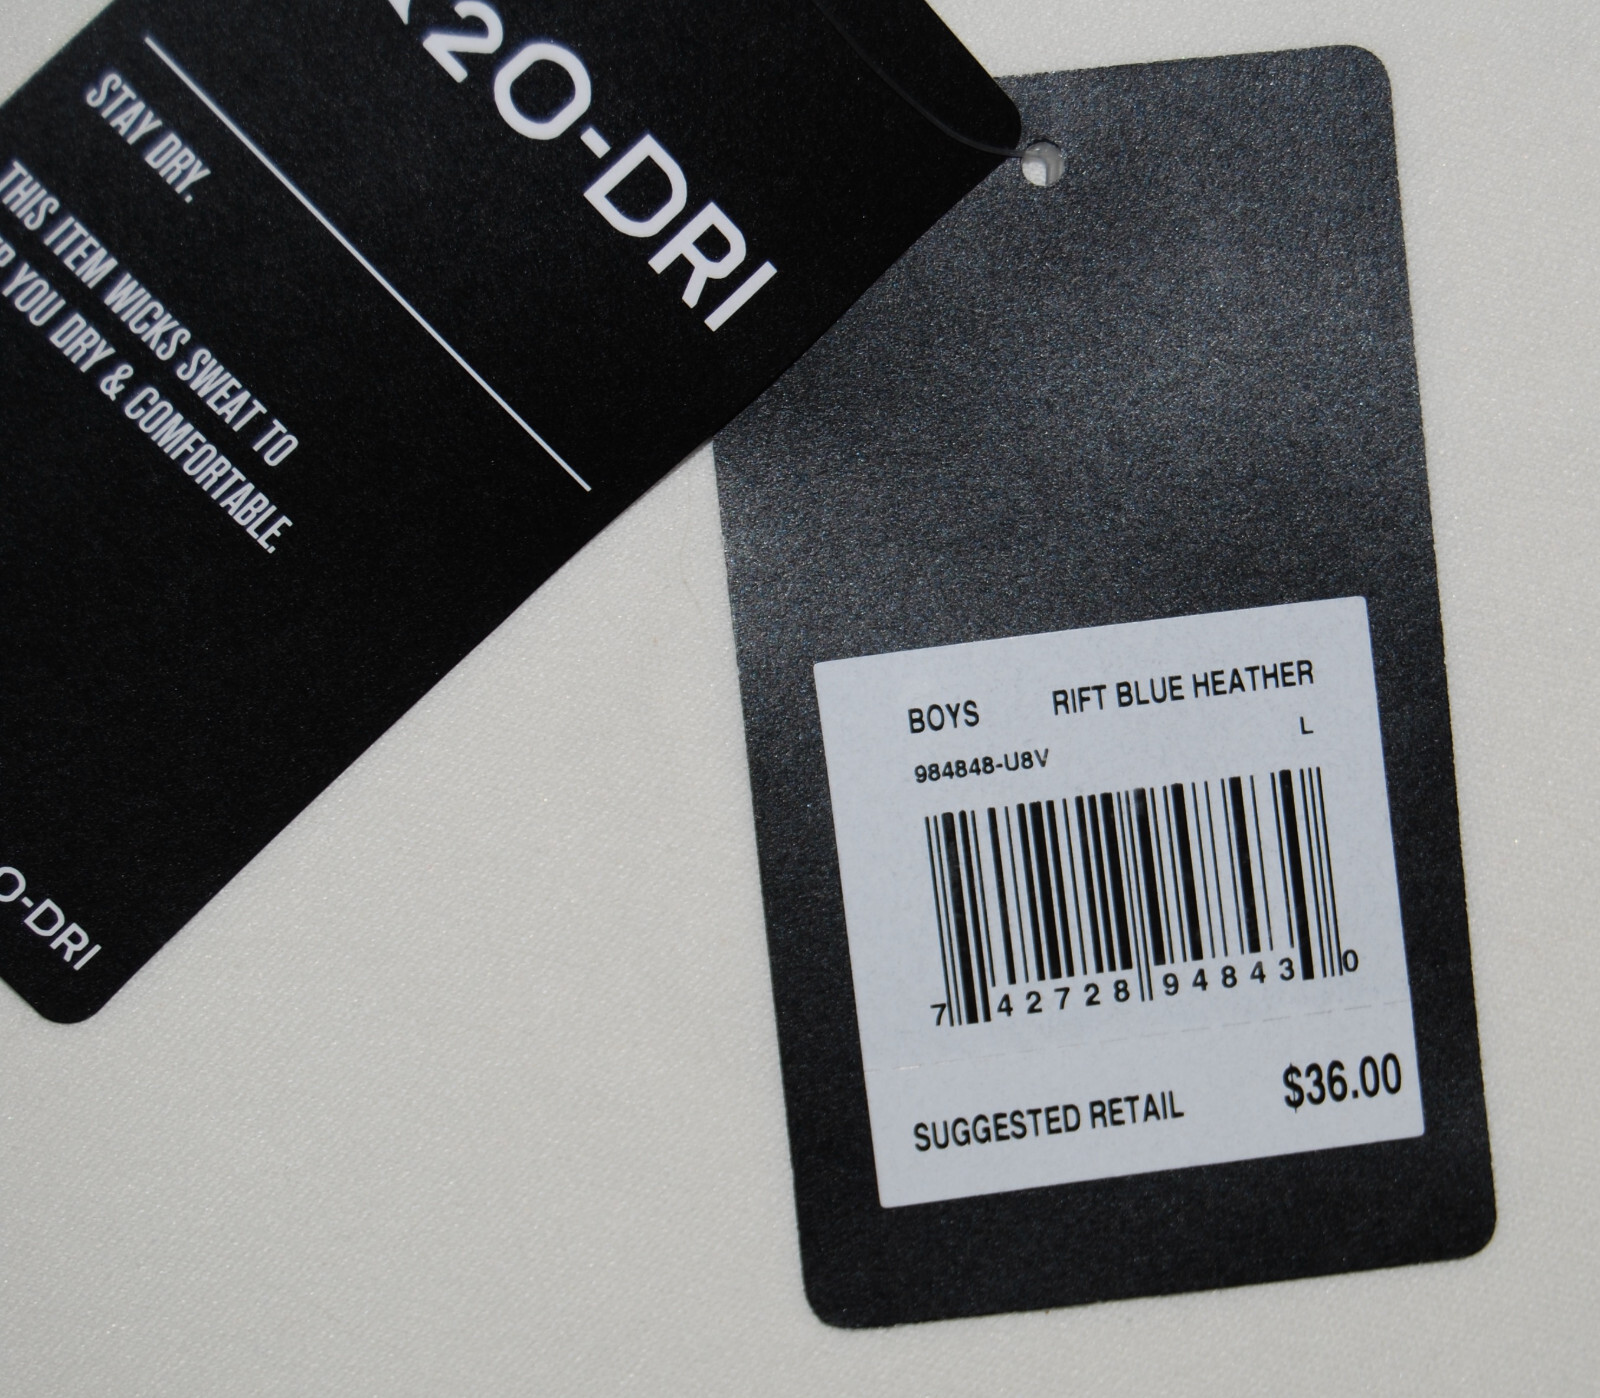 2O-DRI
STAY DRY.
THIS ITEM WICKS SWEAT TO
YOU DRY & COMFORTABLE.
O-DRI
BOYS RIFT BLUE HEATHER
L
984848-U8V
7 42728 94843 0
SUGGESTED RETAIL $36.00